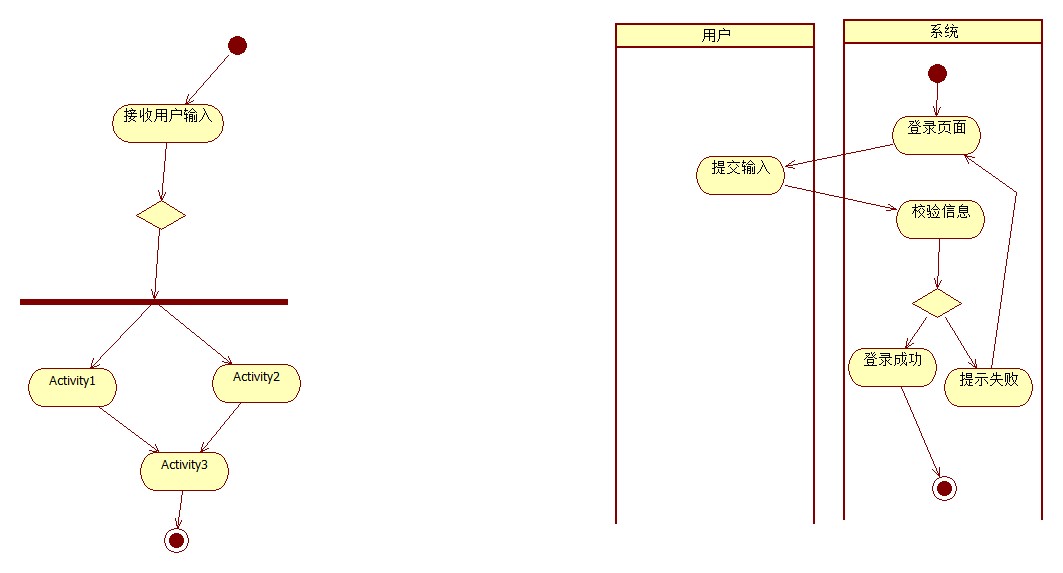 接收用户输入
Activity1
Activity2
Activity3
用户
系统
登录页面
提交输入
校验信息
登录成功
提示失败